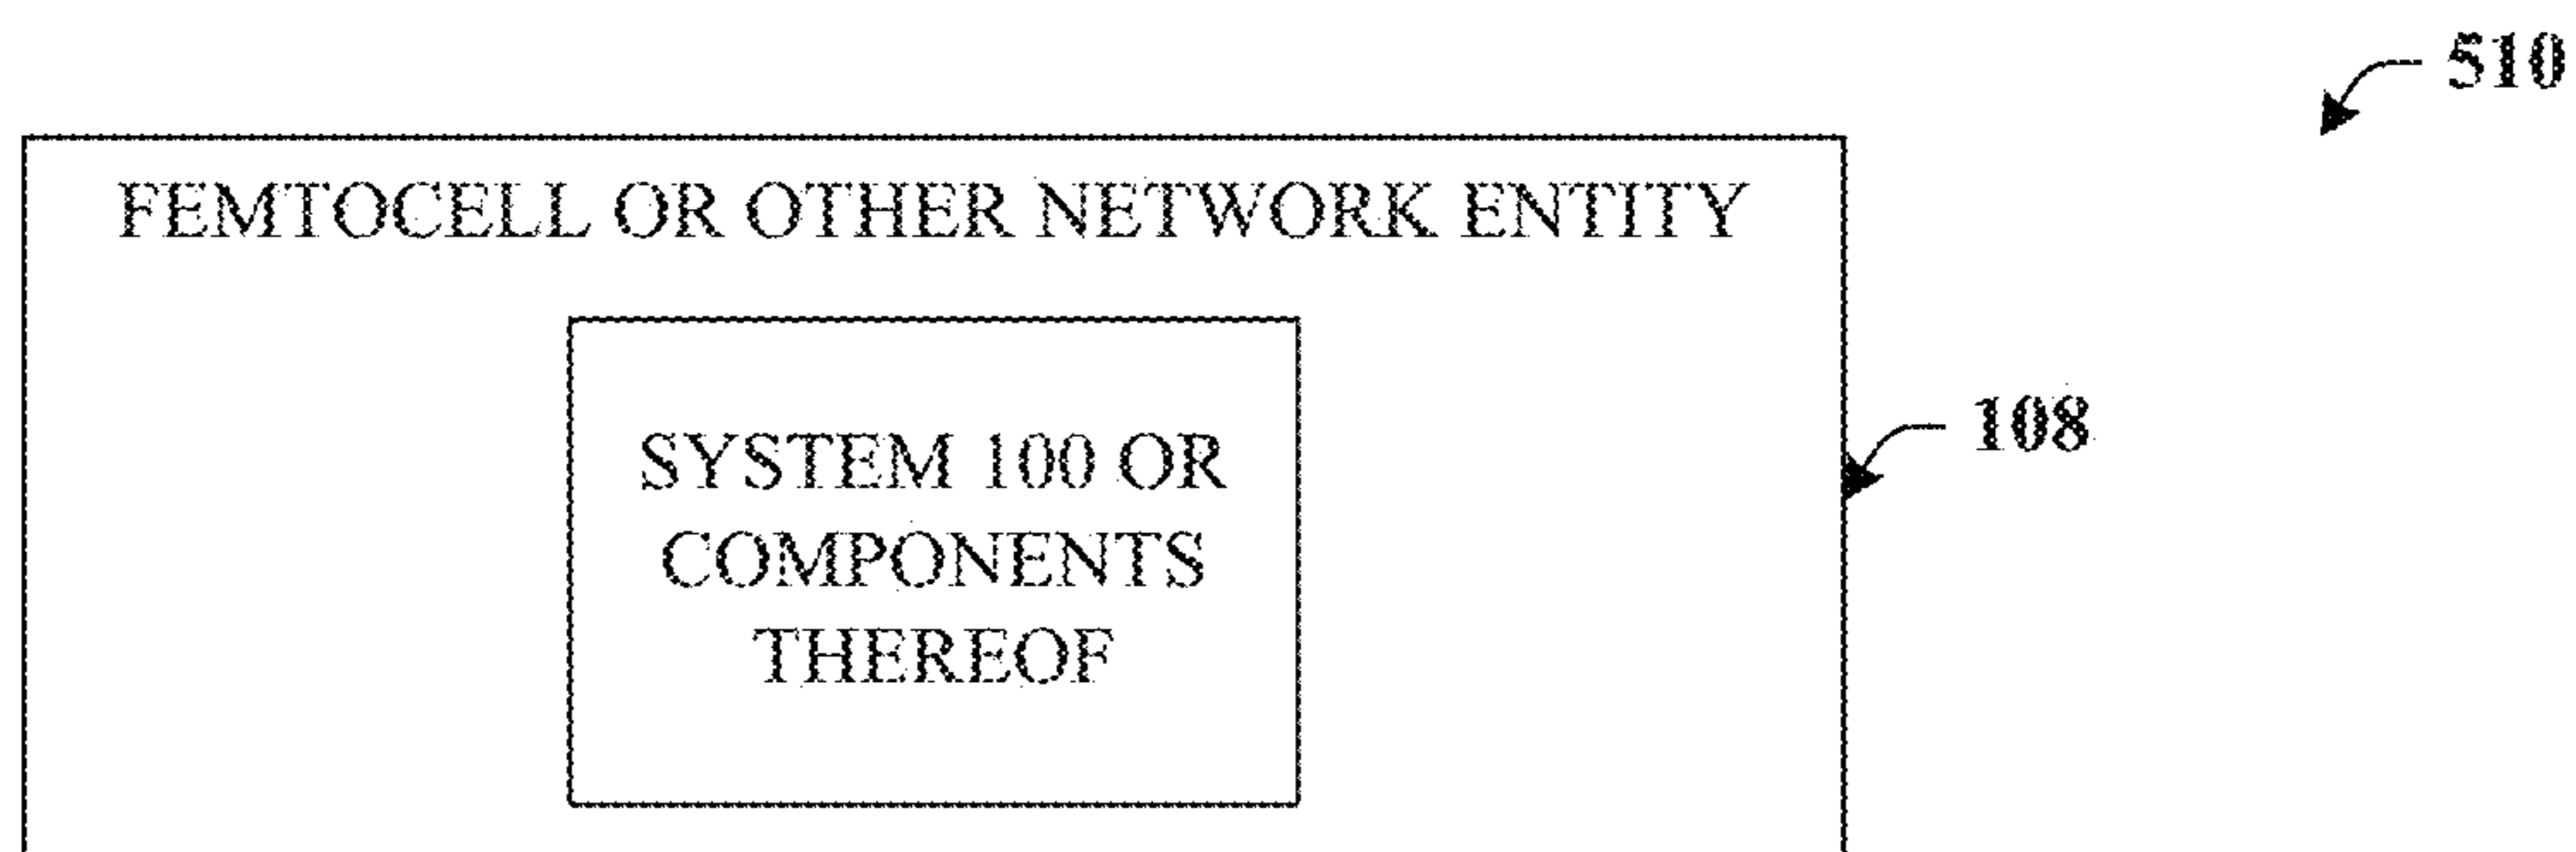 510
FEMTOCELL OR OTHER NETWORK ENTITY
108
SYSTEM 100 OR
COMPONENTS
THEREOF